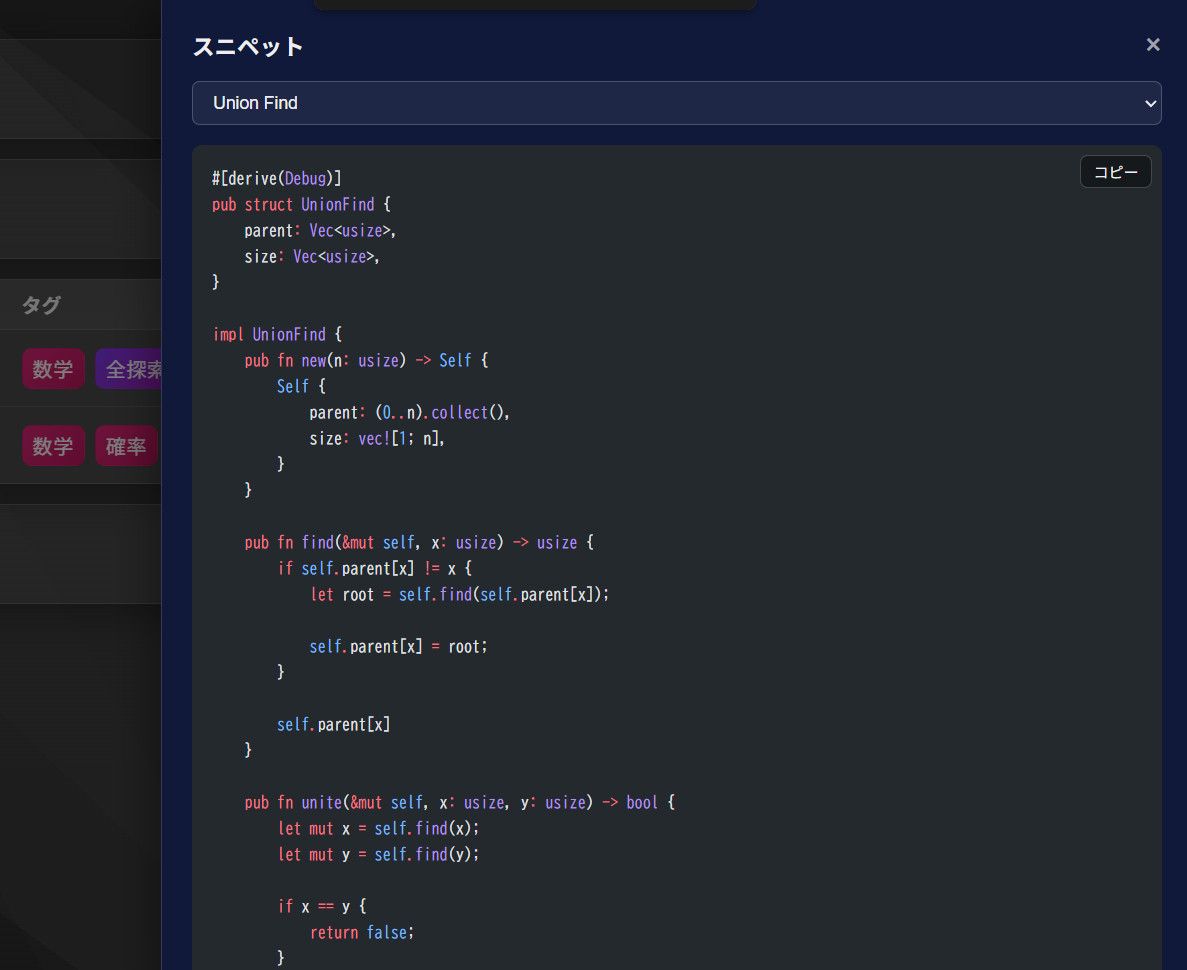 スニペット
×
Union Find
コピー
#[derive(Debug)]
pub struct UnionFind {
    parent: Vec<usize>,
    size: Vec<usize>,
}

impl UnionFind {
    pub fn new(n: usize) -> Self {
        Self {
            parent: (0..n).collect(),
            size: vec![1; n],
        }
    }

    pub fn find(&mut self, x: usize) -> usize {
        if self.parent[x] != x {
            let root = self.find(self.parent[x]);

            self.parent[x] = root;
        }

        self.parent[x]
    }

    pub fn unite(&mut self, x: usize, y: usize) -> bool {
        let mut x = self.find(x);
        let mut y = self.find(y);

        if x == y {
            return false;
        }
タグ
数学 全探索
数学 確率